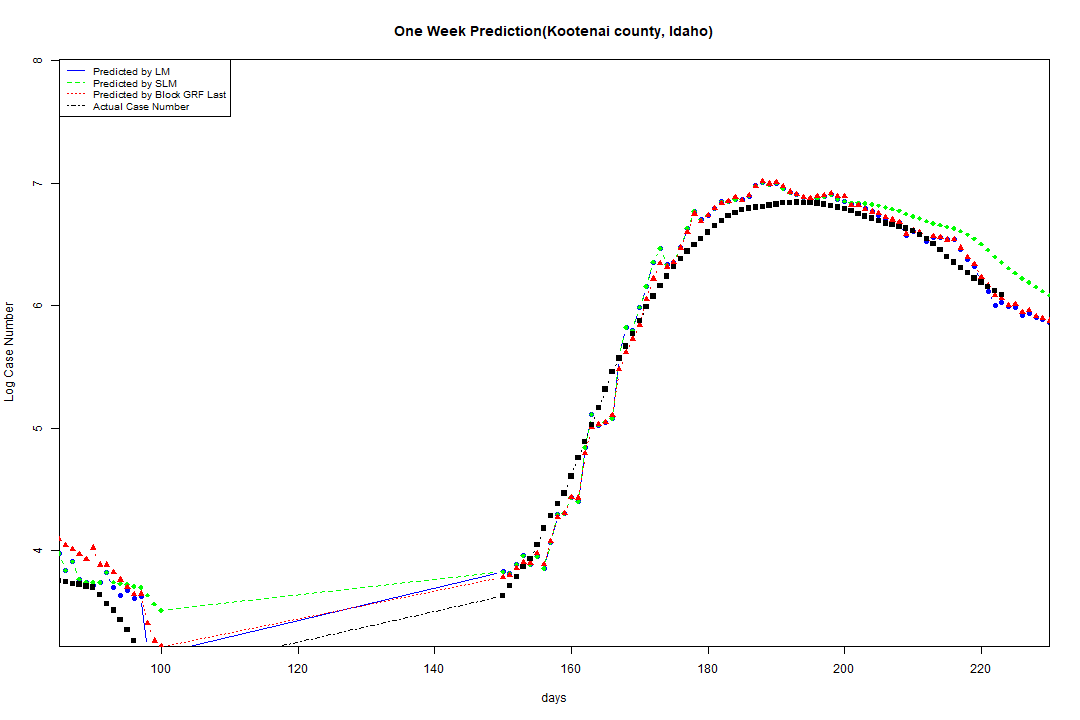 One Week Prediction(Kootenai county, Idaho)
Predicted by LM
Predicted by SLM
Predicted by Block GRF Last
Actual Case Number
Log Case Number
8
7
6
5
4
100 120 140 160 180 200 220
days